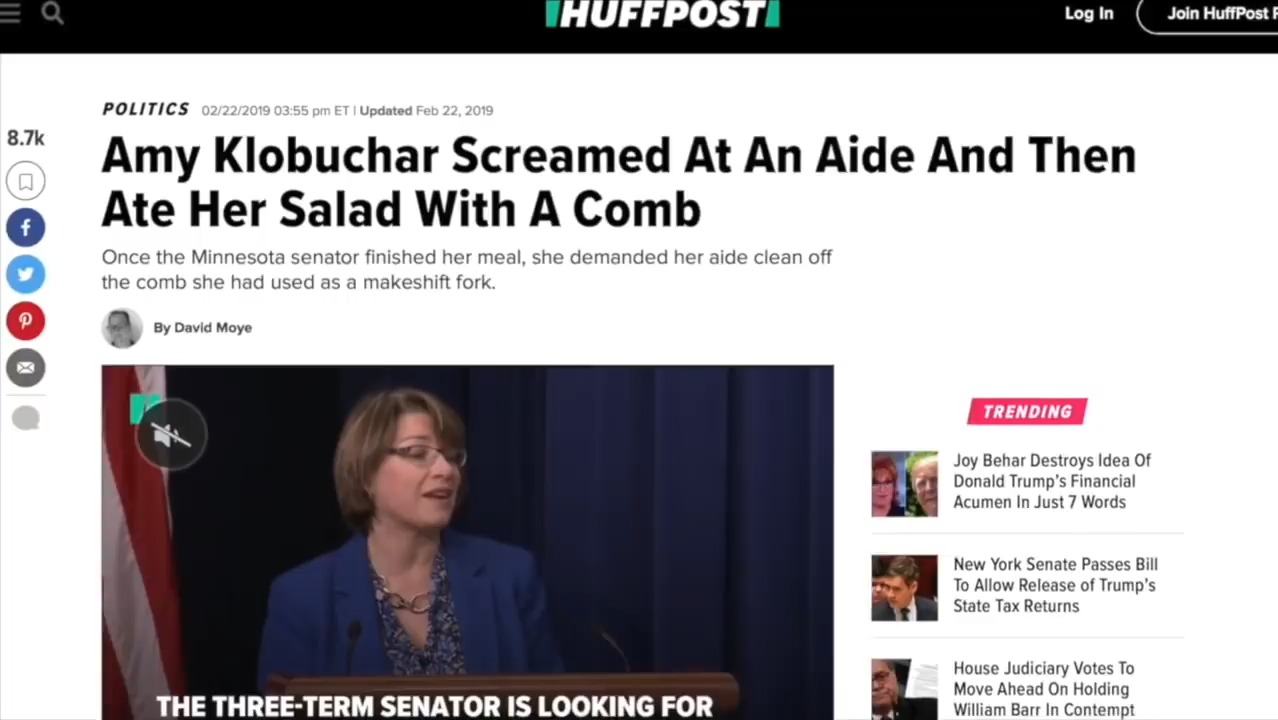 HUFFPOST
Log In
Join HuffPost
POLITICS 02/22/2019 03:55 pm ET | Updated Feb 22, 2019
8.7k
Amy Klobuchar Screamed At An Aide And Then
Ate Her Salad With A Comb
Once the Minnesota senator finished her meal, she demanded her aide clean off
the comb she had used as a makeshift fork.
By David Moye
THE THREE-TERM SENATOR IS LOOKING FOR
TRENDING
Joy Behar Destroys Idea Of
Donald Trump's Financial
Acumen In Just 7 Words
New York Senate Passes Bill
To Allow Release of Trump's
State Tax Returns
House Judiciary Votes To
Move Ahead On Holding
William Barr In Contempt